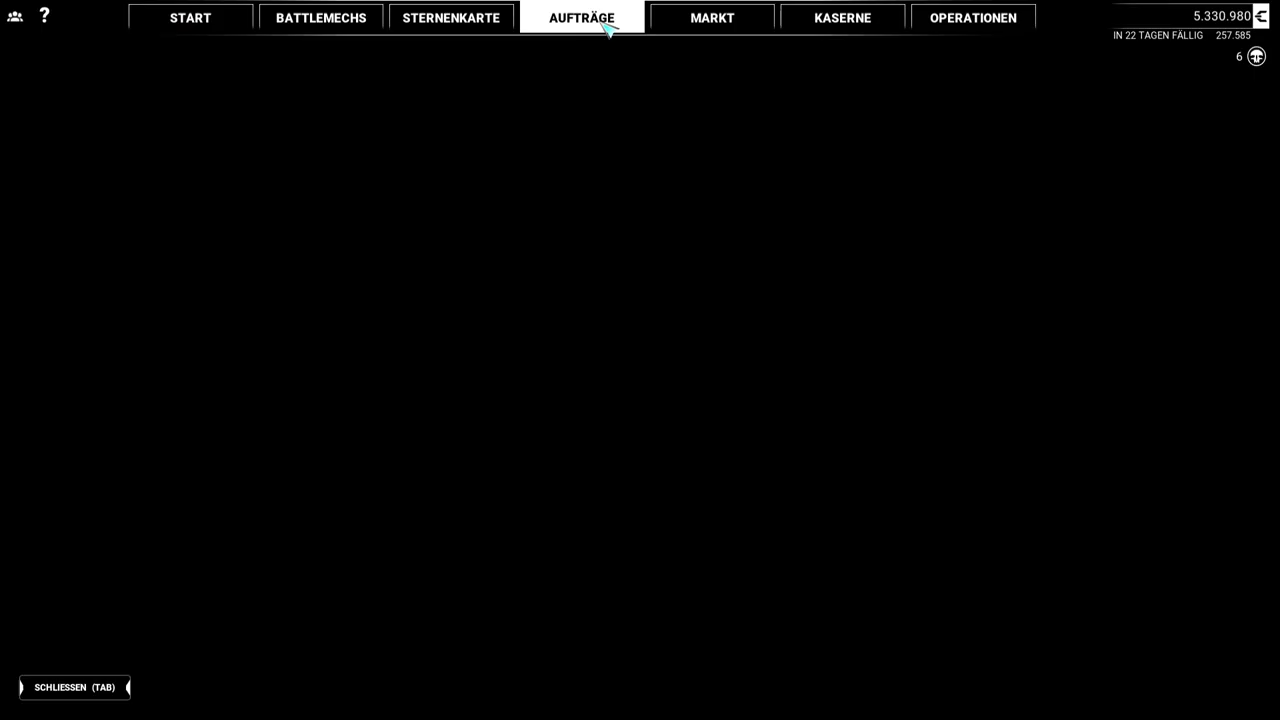 ?
START
BATTLEMECHS
STERNENKARTE
AUFTRÄGE
MARKT
KASERNE
OPERATIONEN
5.330.980 €
IN 22 TAGEN FÄLLIG 257.585
6
SCHLIESSEN (TAB)